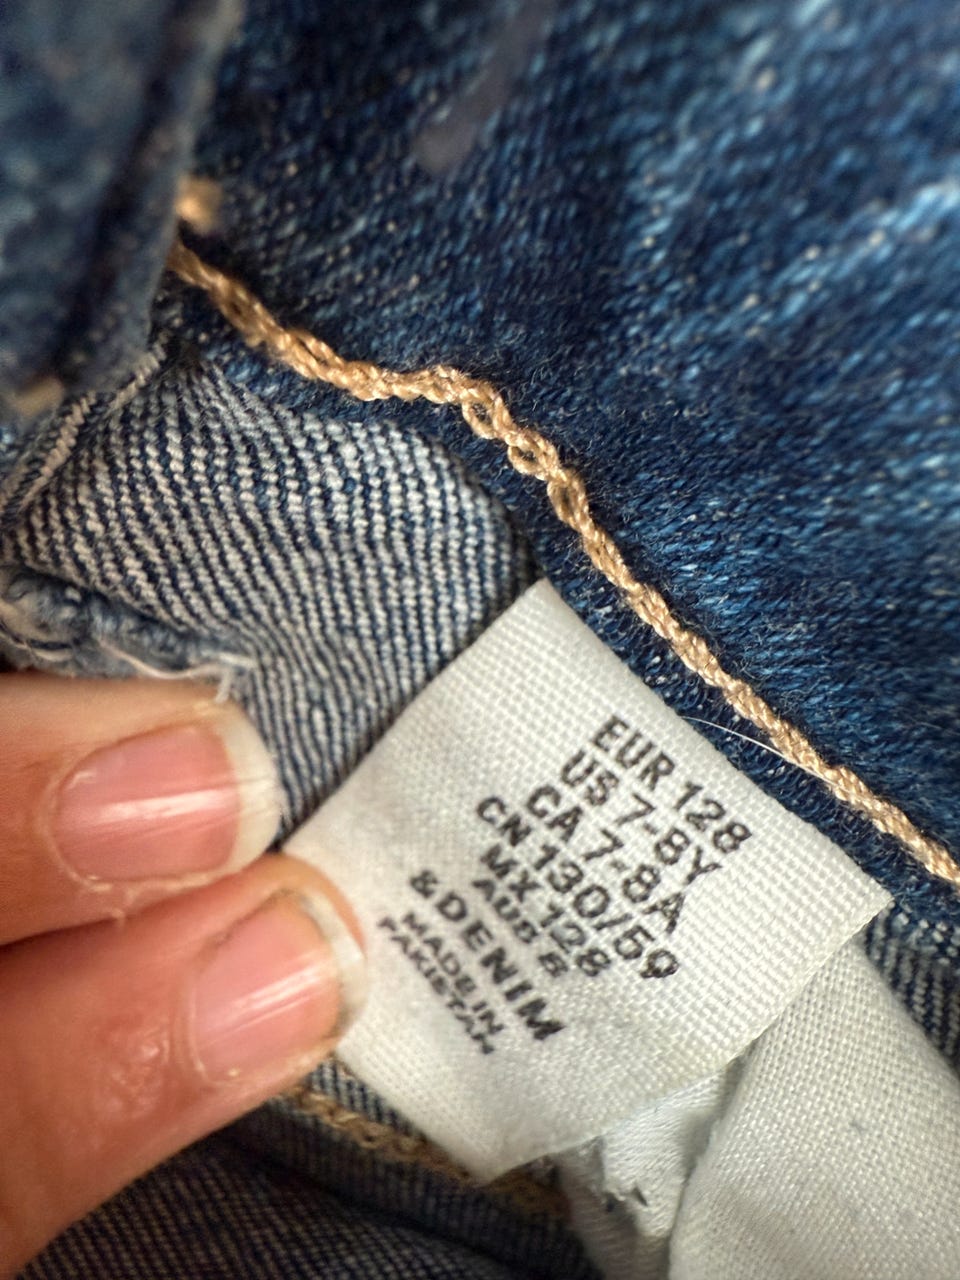 EUR 128
US 7-8Y
CA 7-8A
CN 130/59
MX 128
AUS 8
&DENIM
MADE IN
PAKISTAN